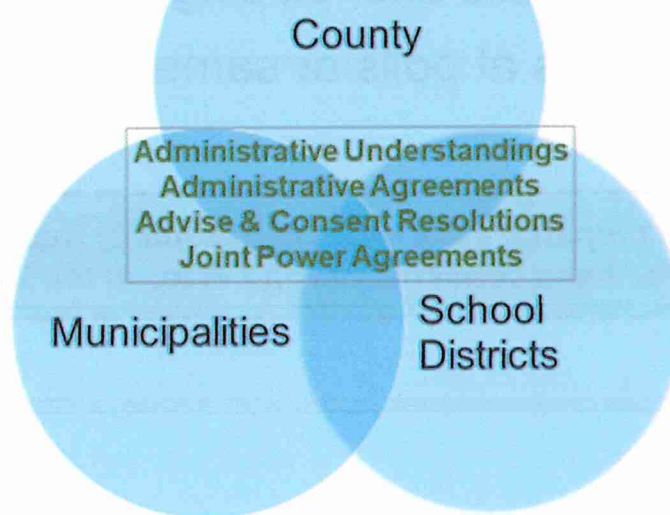 County
Administrative Understandings
Administrative Agreements
Advise & Consent Resolutions
Joint Power Agreements
Municipalities
School
Districts